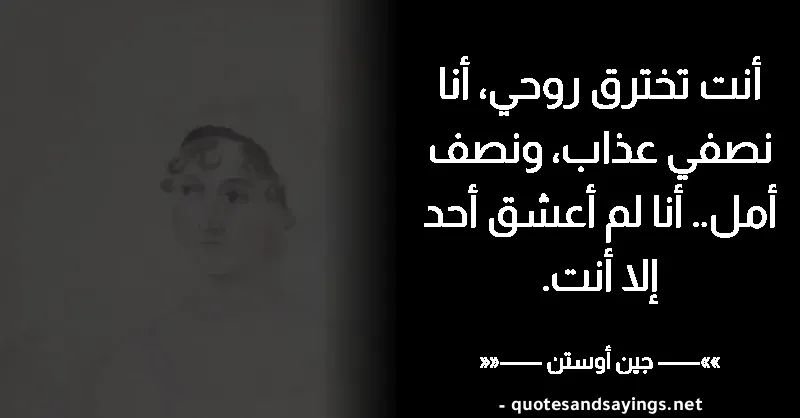 أنت تخترق روحي، أنا
نصفي عذاب، ونصف
أمل.. أنا لم أعشق أحد
إلا أنت.
»»—— جين أوستن ——««
- quotesandsayings.net